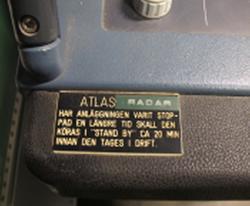 ATLAS RADAR
HAR ANLÄGGNINGEN VARIT STOP-
PAD EN LÄNGRE TID SKALL DEN
KÖRAS I "STAND BY" CA 20 MIN
INNAN DEN TAGES I DRIFT.